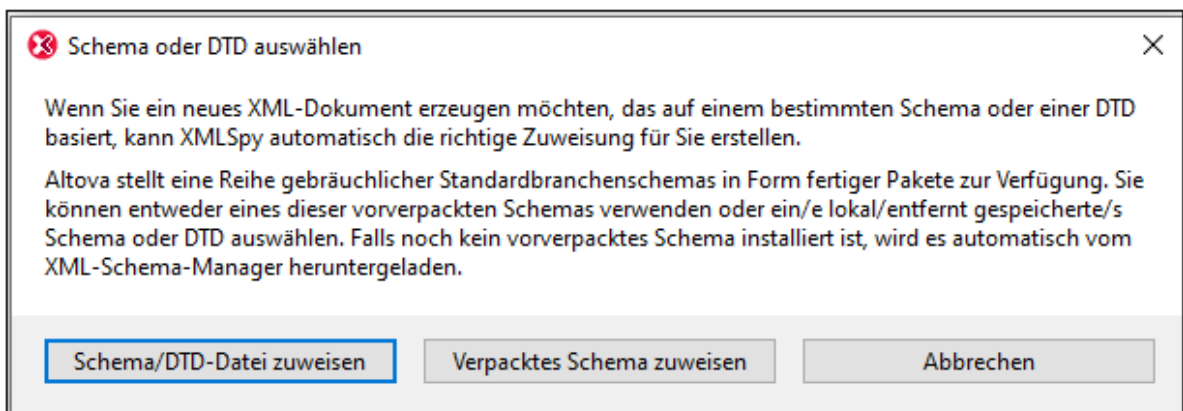 Schema oder DTD auswählen
Wenn Sie ein neues XML-Dokument erzeugen möchten, das auf einem bestimmten Schema oder einer DTD
basiert, kann XMLSpy automatisch die richtige Zuweisung für Sie erstellen.
Altova stellt eine Reihe gebräuchlicher Standardbranchenschemas in Form fertiger Pakete zur Verfügung. Sie
können entweder eines dieser vorverpackten Schemas verwenden oder ein/e lokal/entfernt gespeicherte/s
Schema oder DTD auswählen. Falls noch kein vorverpacktes Schema installiert ist, wird es automatisch vom
XML-Schema-Manager heruntergeladen.
Schema/DTD-Datei zuweisen
Verpacktes Schema zuweisen
Abbrechen